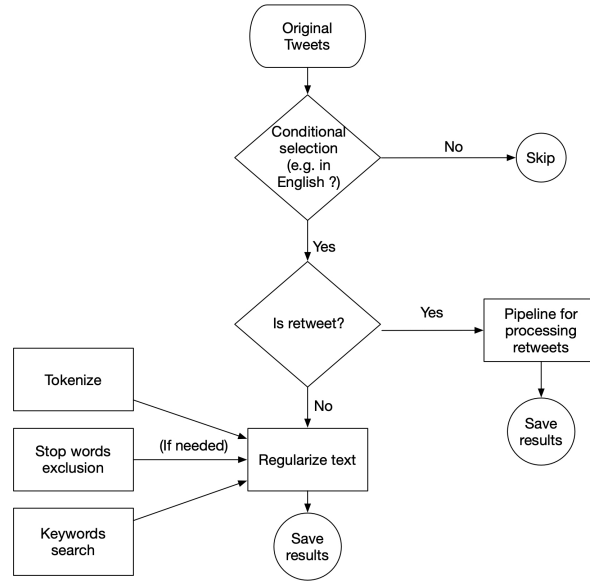 Original
Tweets
Conditional
selection
(e.g. in
English ?)
No
Skip
Yes
Is retweet?
Yes
Pipeline for
processing
retweets
Tokenize
No
Save
results
Stop words
exclusion
(If needed)
Regularize text
Keywords
search
Save
results